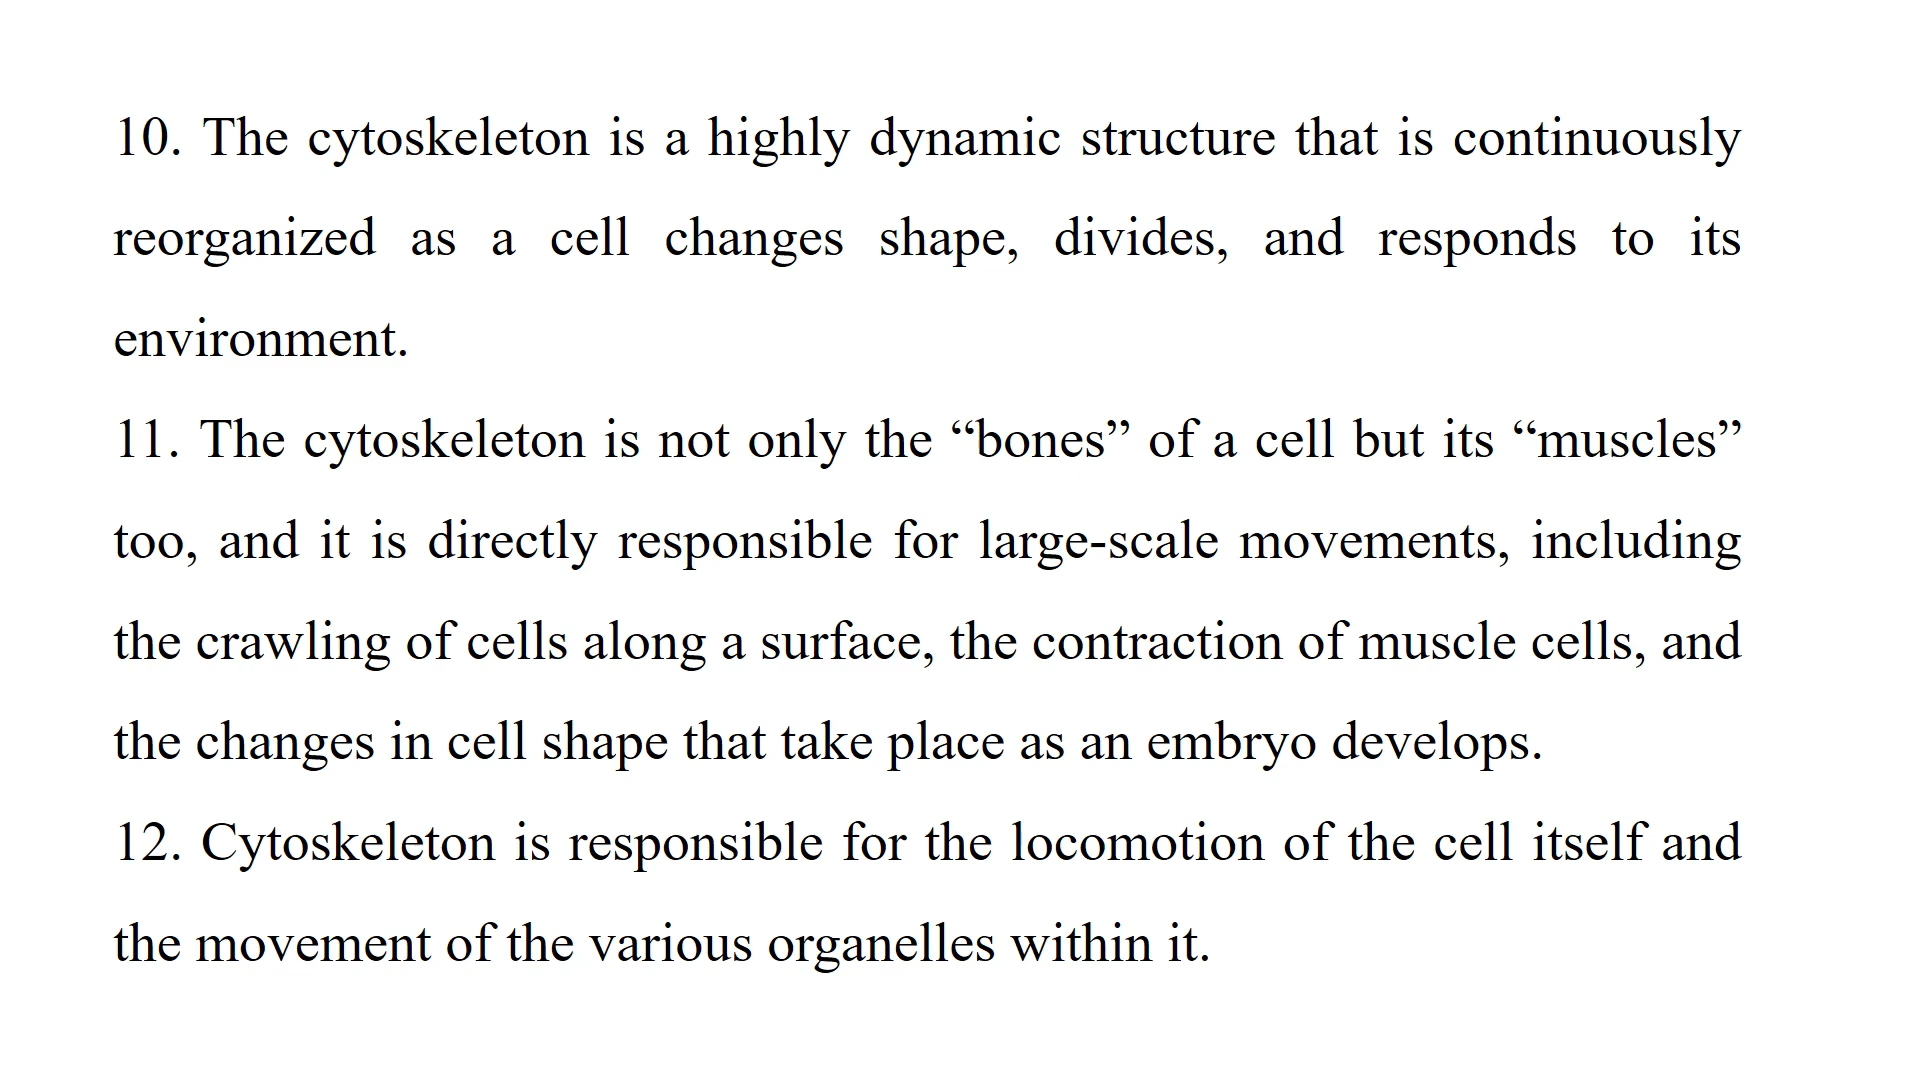 10. The cytoskeleton is a highly dynamic structure that is continuously
reorganized as a cell changes shape, divides, and responds to its
environment.
11. The cytoskeleton is not only the “bones” of a cell but its “muscles”
too, and it is directly responsible for large-scale movements, including
the crawling of cells along a surface, the contraction of muscle cells, and
the changes in cell shape that take place as an embryo develops.
12. Cytoskeleton is responsible for the locomotion of the cell itself and
the movement of the various organelles within it.